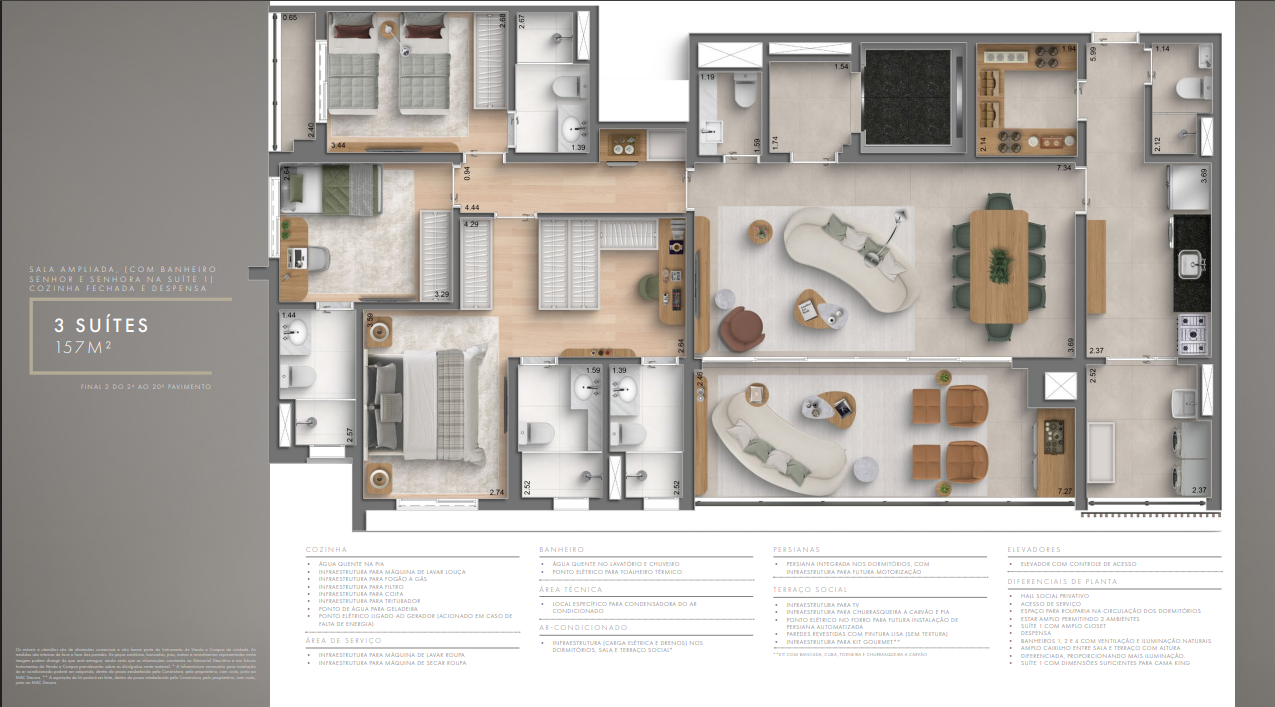 SALA AMPLIADA, (COM BANHEIRO
SENHOR E SENHORA NA SUÍTE I)
COZINHA FECHADA E DESPENSA
3 SUÍTES
157M²
FINAL 2 DO 2º AO 20º PAVIMENTO
0.65
2.40
3.44
2.68
2.67
1.39
2.64
3.29
0.94
4.44
4.29
1.44
2.57
3.59
2.74
2.64
1.59
2.52
1.39
2.52
1.19
1.59
1.54
1.74
1.94
2.14
5.99
1.14
2.12
7.34
3.69
3.69
2.37
2.46
7.27
2.52
2.37
COZINHA
• ÁGUA QUENTE NA PIA
• INFRAESTRUTURA PARA MÁQUINA DE LAVAR LOUÇA
• INFRAESTRUTURA PARA FOGÃO A GÁS
• INFRAESTRUTURA PARA FILTRO
• INFRAESTRUTURA PARA COIFA
• INFRAESTRUTURA PARA TRITURADOR
• PONTO DE ÁGUA PARA GELADEIRA
• PONTO ELÉTRICO LIGADO AO GERADOR (ACIONADO EM CASO DE
FALTA DE ENERGIA)
ÁREA DE SERVIÇO
• INFRAESTRUTURA PARA MÁQUINA DE LAVAR ROUPA
• INFRAESTRUTURA PARA MÁQUINA DE SECAR ROUPA
BANHEIRO
• ÁGUA QUENTE NO LAVATÓRIO E CHUVEIRO
• PONTO ELÉTRICO PARA TOALHEIRO TÉRMICO
ÁREA TÉCNICA
• LOCAL ESPECÍFICO PARA CONDENSADORA DO AR
CONDICIONADO
AR-CONDICIONADO
• INFRAESTRUTURA (CARGA ELÉTRICA E DRENOS) NOS
DORMITÓRIOS, SALA E TERRAÇO SOCIAL*
PERSIANAS
• PERSIANA INTEGRADA NOS DORMITÓRIOS, COM
INFRAESTRUTURA PARA FUTURA MOTORIZAÇÃO
TERRAÇO SOCIAL
• INFRAESTRUTURA PARA TV
• INFRAESTRUTURA PARA CHURRASQUEIRA À CARVÃO E PIA
• PONTO ELÉTRICO NO FORRO PARA FUTURA INSTALAÇÃO DE
PERSIANA AUTOMATIZADA
• PAREDES REVESTIDAS COM PINTURA LISA (SEM TEXTURA)
• INFRAESTRUTURA PARA KIT GOURMET**
**KIT COM BANCADA, CUBA, TORNEIRA E CHURRASQUEIRA A CARVÃO
ELEVADORES
• ELEVADOR COM CONTROLE DE ACESSO
DIFERENCIAIS DE PLANTA
• HALL SOCIAL PRIVATIVO
• ACESSO DE SERVIÇO
• ESPAÇO PARA ROUPARIA NA CIRCULAÇÃO DOS DORMITÓRIOS
• ESTAR AMPLO PERMITINDO 2 AMBIENTES
• SUÍTE 1 COM AMPLO CLOSET
• DESPENSA
• BANHEIROS 1, 2 E 4 COM VENTILAÇÃO E ILUMINAÇÃO NATURAIS
• AMPLO CAIXILHO ENTRE SALA E TERRAÇO COM ALTURA
• DIFERENCIADA, PROPORCIONANDO MAIS ILUMINAÇÃO.
• SUÍTE 1 COM DIMENSÕES SUFICIENTES PARA CAMA KING